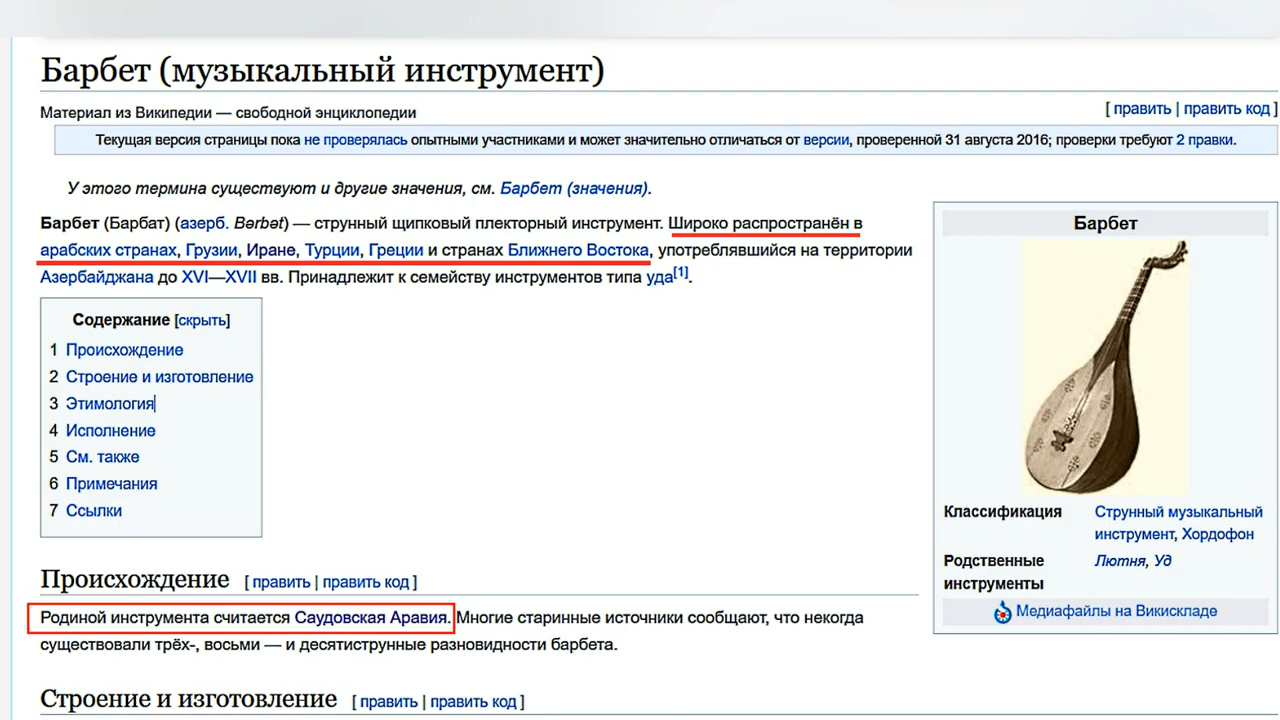 Барбет (музыкальный инструмент)
Материал из Википедии — свободной энциклопедии
[ править | править код ]
Текущая версия страницы пока не проверялась опытными участниками и может значительно отличаться от версии, проверенной 31 августа 2016; проверки требуют 2 правки.
У этого термина существуют и другие значения, см. Барбет (значения).
Барбет (Барбат) (азерб. Bərbət) — струнный щипковый плекторный инструмент. Широко распространён в
арабских странах, Грузии, Иране, Турции, Греции и странах Ближнего Востока, употреблявшийся на территории
Азербайджана до XVI—XVII вв. Принадлежит к семейству инструментов типа уда[1].
Содержание [скрыть]
1 Происхождение
2 Строение и изготовление
3 Этимология
4 Исполнение
5 См. также
6 Примечания
7 Ссылки
Барбет
Классификация Струнный музыкальный
инструмент, Хордофон
Родственные Лютня, Уд
инструменты
Медиафайлы на Викискладе
Происхождение [ править | править код ]
Родиной инструмента считается Саудовская Аравия. Многие старинные источники сообщают, что некогда
существовали трёх-, восьми — и десятиструнные разновидности барбета.
Строение и изготовление [ править | править код ]